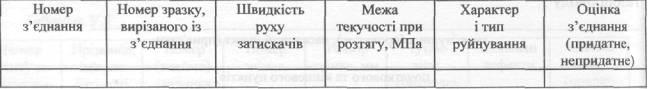 Номер
з’єднання
Номер зразку,
вирізаного із
з’єднання
Швидкість
руху
затискачів
Межа
текучості при
розтягу, МПа
Характер
і тип
руйнування
Оцінка
з’єднання
(придатне,
непридатне)